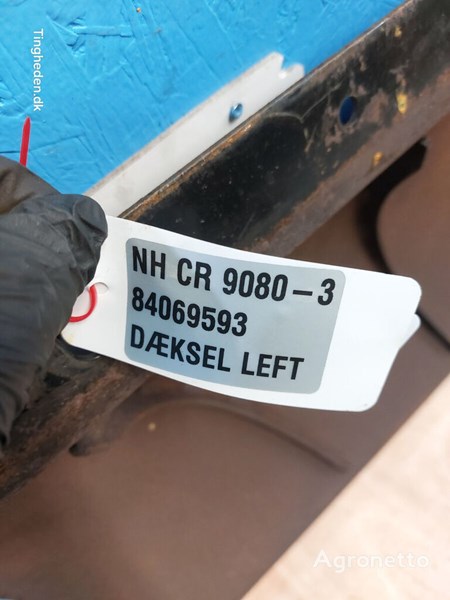 Tingheden.dk
NH CR 9080-3
84069593
DÆKSEL LEFT
Agronetto